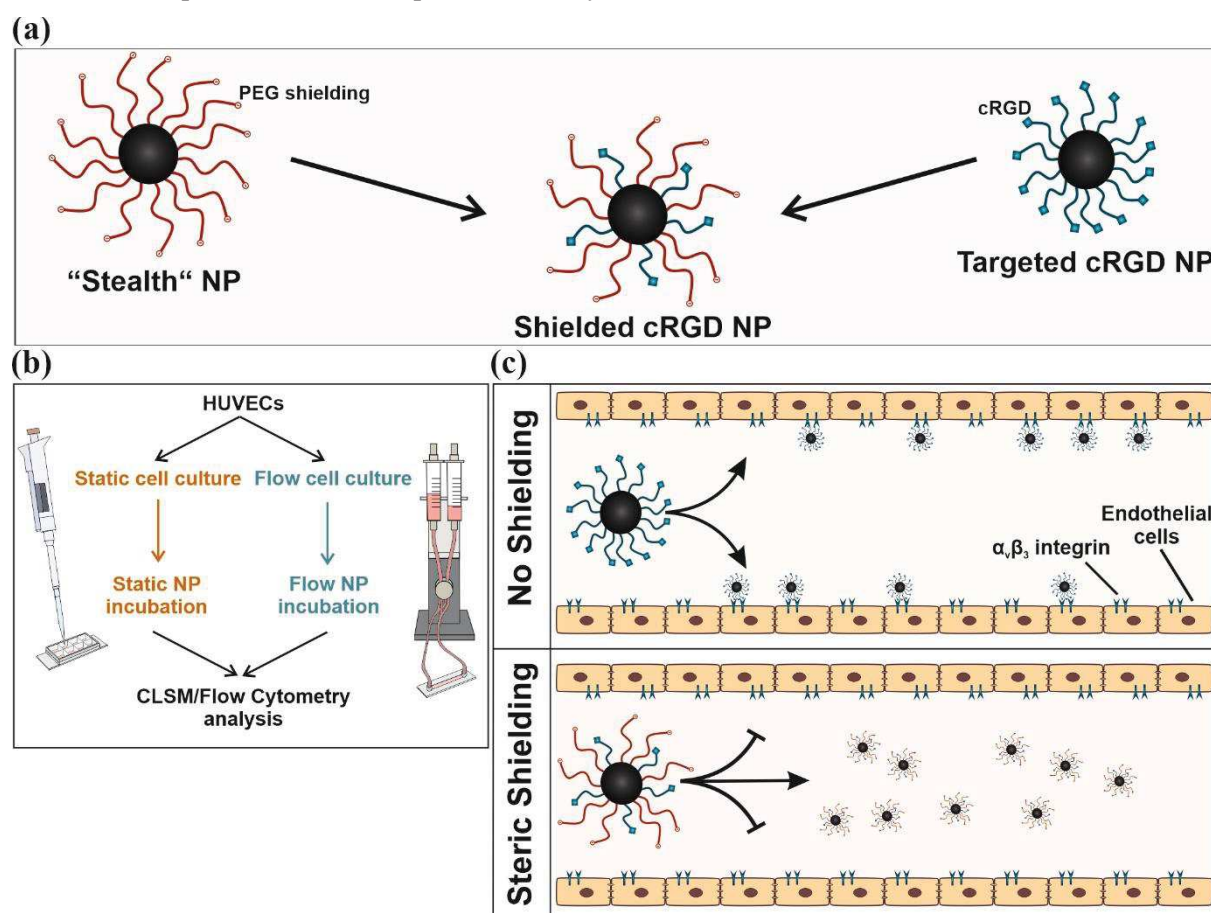 (a)
PEG shielding
cRGD
“Stealth“ NP
Targeted cRGD NP
Shielded cRGD NP
(b)
HUVECs
Static cell culture
Flow cell culture
Static NP
incubation
Flow NP
incubation
CLSM/Flow Cytometry
analysis
(c)
No Shielding
Endothelial
cells
αvβ3 integrin
Steric Shielding